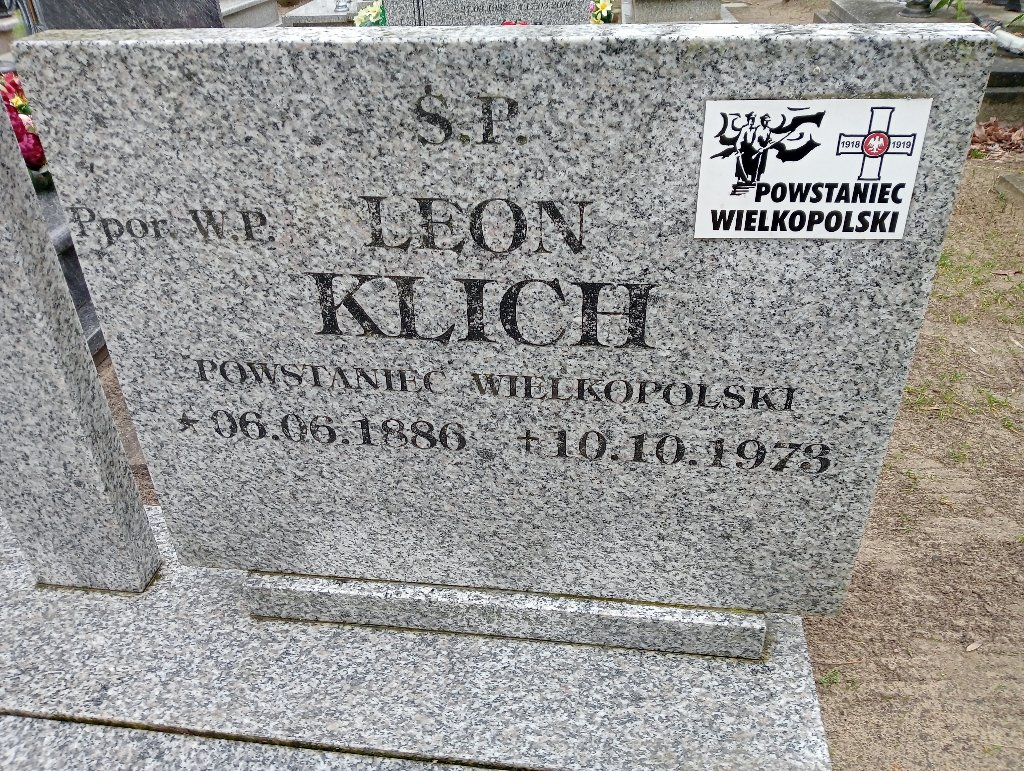 Ś.P.
Ppor. W.P. LEON
KLICH
POWSTANIEC WIELKOPOLSKI
* 06.06.1886 +10.10.1973
1918 1919
POWSTANIEC
WIELKOPOLSKI